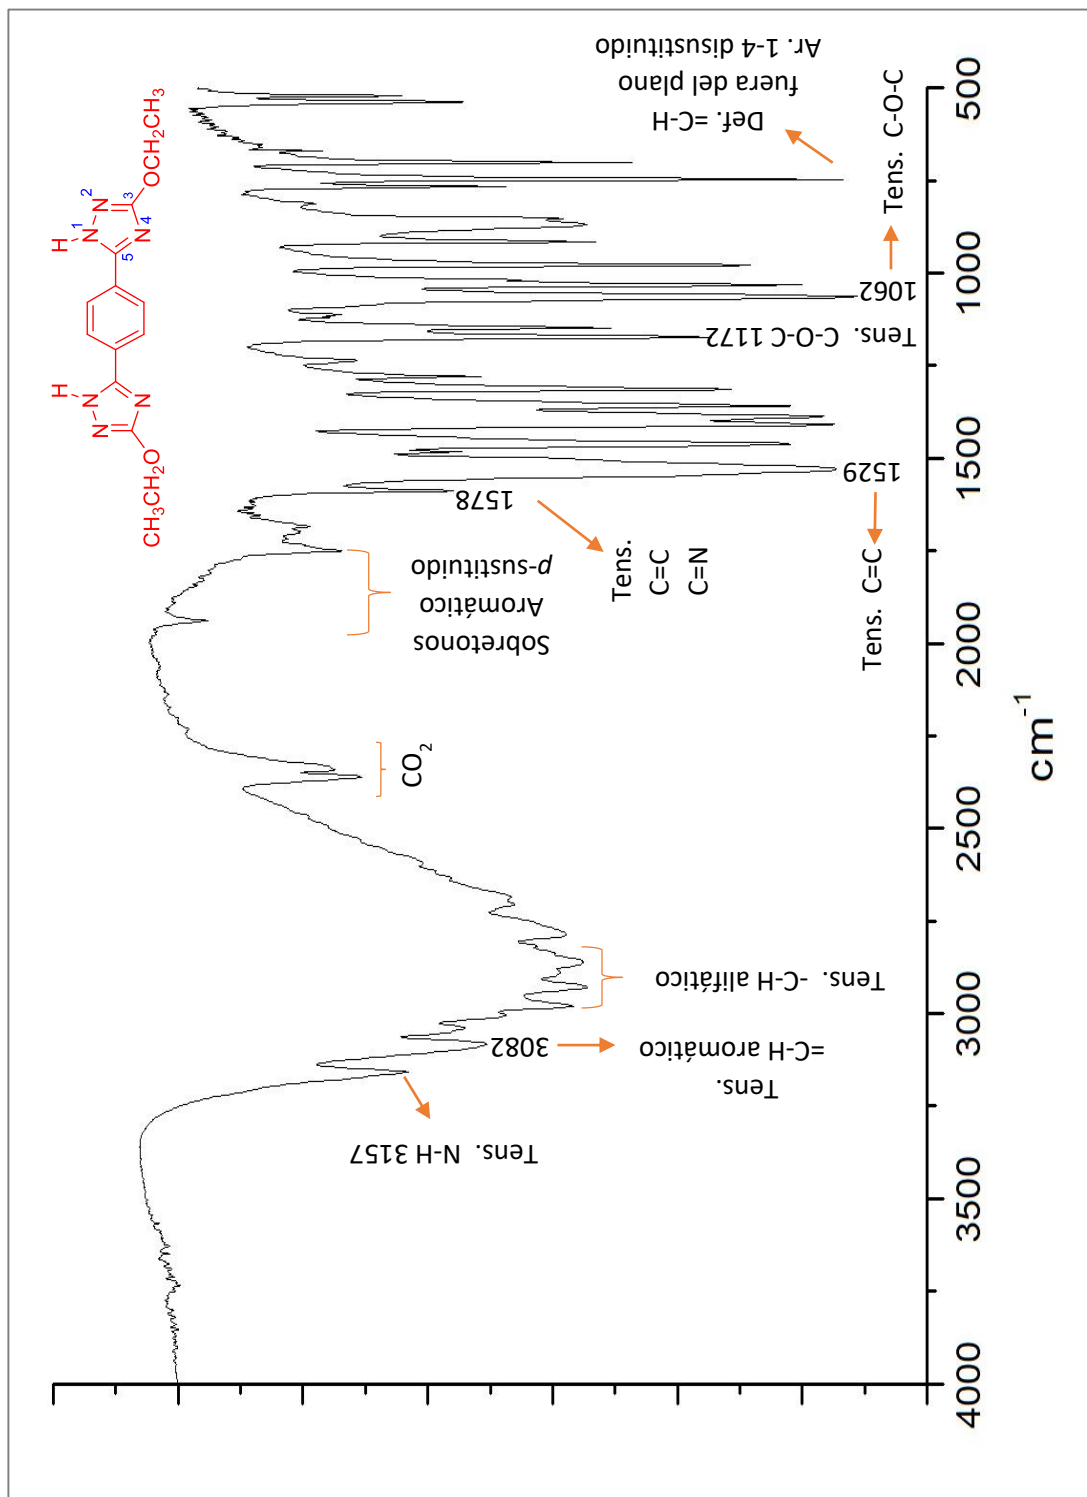 CH₃CH₂O
N
N
N
H
N
H
1
N
2
3
N
4
5
OCH₂CH₃
Tens. N-H 3157
3082
Tens.
=C-H aromático
Tens. -C-H alifático
CO₂
Sobretonos
Aromático
p-sustituido
1578
Tens.
C=C
C=N
1529
Tens. C=C
Tens. C-O-C 1172
1062
Tens. C-O-C
Def. =C-H
fuera del plano
Ar. 1-4 disustituido
4000 3500 3000 2500 2000 1500 1000 500
cm⁻¹